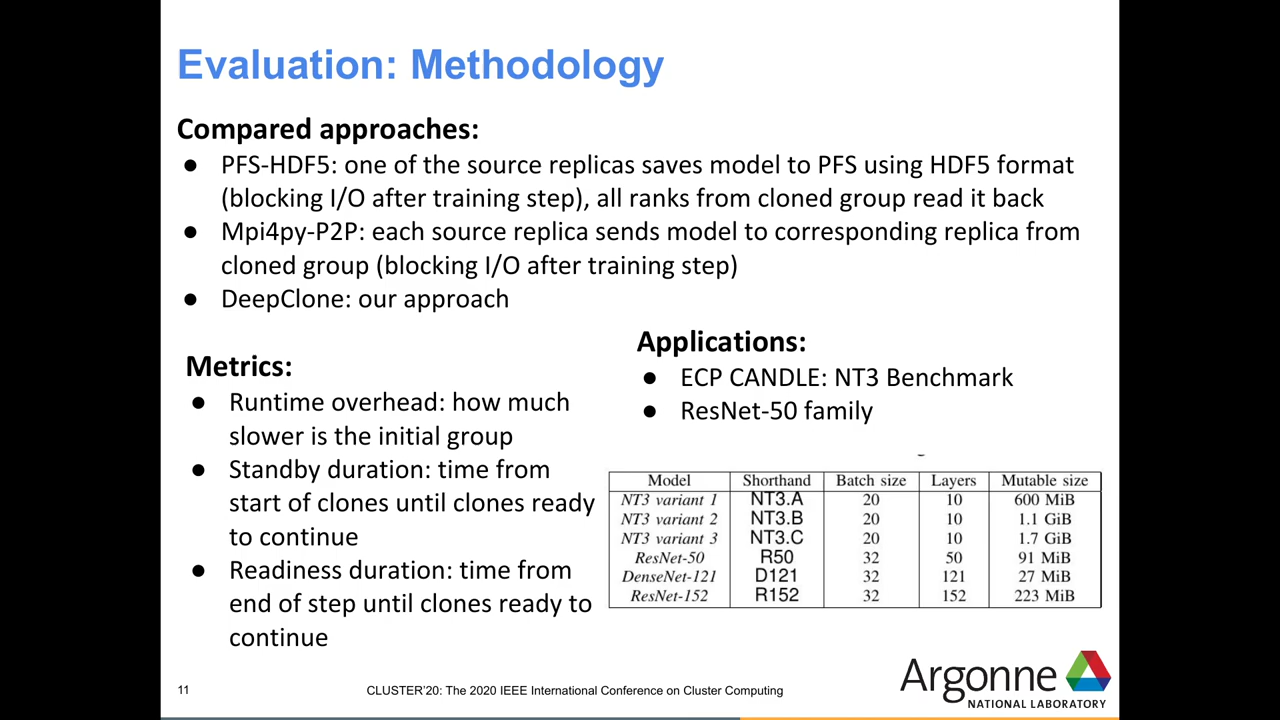 Evaluation: Methodology
Compared approaches:
● PFS-HDF5: one of the source replicas saves model to PFS using HDF5 format
(blocking I/O after training step), all ranks from cloned group read it back
● Mpi4py-P2P: each source replica sends model to corresponding replica from
cloned group (blocking I/O after training step)
● DeepClone: our approach
Metrics:
● Runtime overhead: how much
slower is the initial group
● Standby duration: time from
start of clones until clones ready
to continue
● Readiness duration: time from
end of step until clones ready to
continue
Applications:
● ECP CANDLE: NT3 Benchmark
● ResNet-50 family
Model Shorthand Batch size Layers Mutable size
NT3 variant 1 NT3.A 20 10 600 MiB
NT3 variant 2 NT3.B 20 10 1.1 GiB
NT3 variant 3 NT3.C 20 10 1.7 GiB
ResNet-50 R50 32 50 91 MiB
DenseNet-121 D121 32 121 27 MiB
ResNet-152 R152 32 152 223 MiB
11
CLUSTER'20: The 2020 IEEE International Conference on Cluster Computing
Argonne
NATIONAL LABORATORY